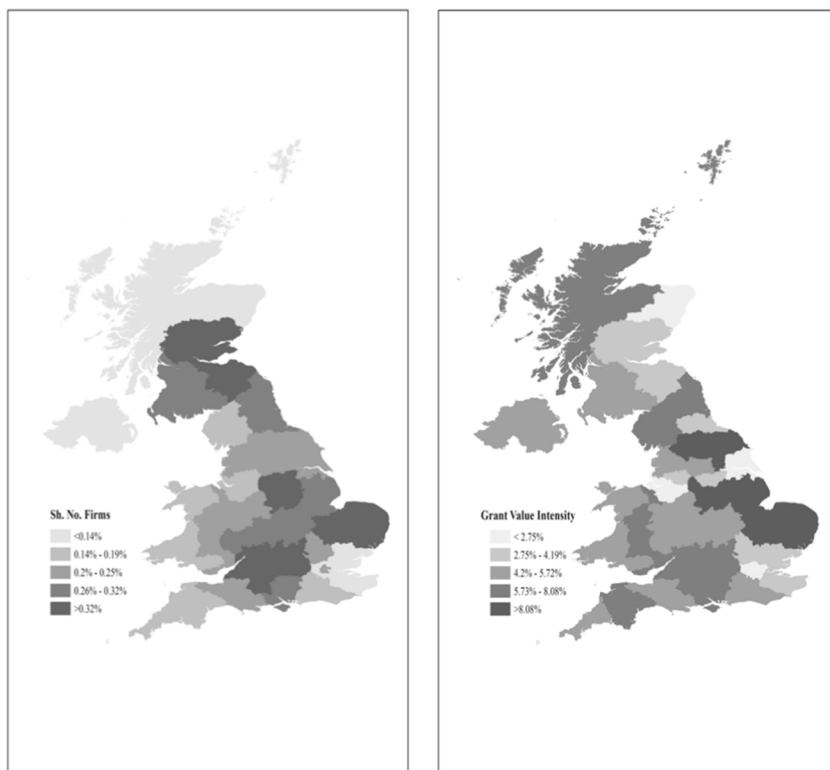 Sh. No. Firms
<0.14%
0.14% - 0.19%
0.2% - 0.25%
0.26% - 0.32%
>0.32%
Grant Value Intensity
< 2.75%
2.75% - 4.19%
4.2% - 5.72%
5.73% - 8.08%
>8.08%